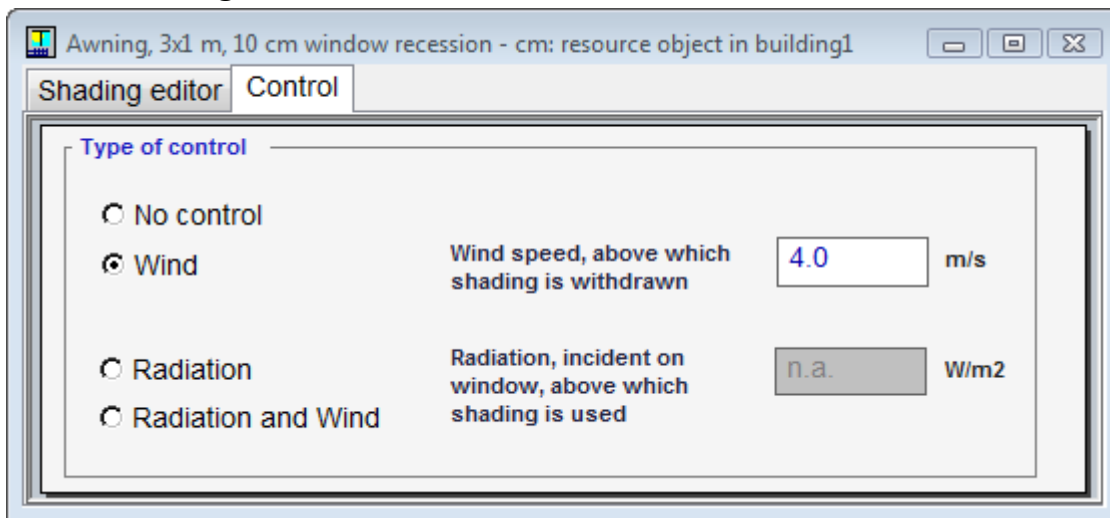 Awning, 3x1 m, 10 cm window recession - cm: resource object in building1
Shading editor Control
Type of control
No control
Wind
Wind speed, above which
shading is withdrawn
4.0 m/s
Radiation
Radiation and Wind
Radiation, incident on
window, above which
shading is used
n.a. W/m2